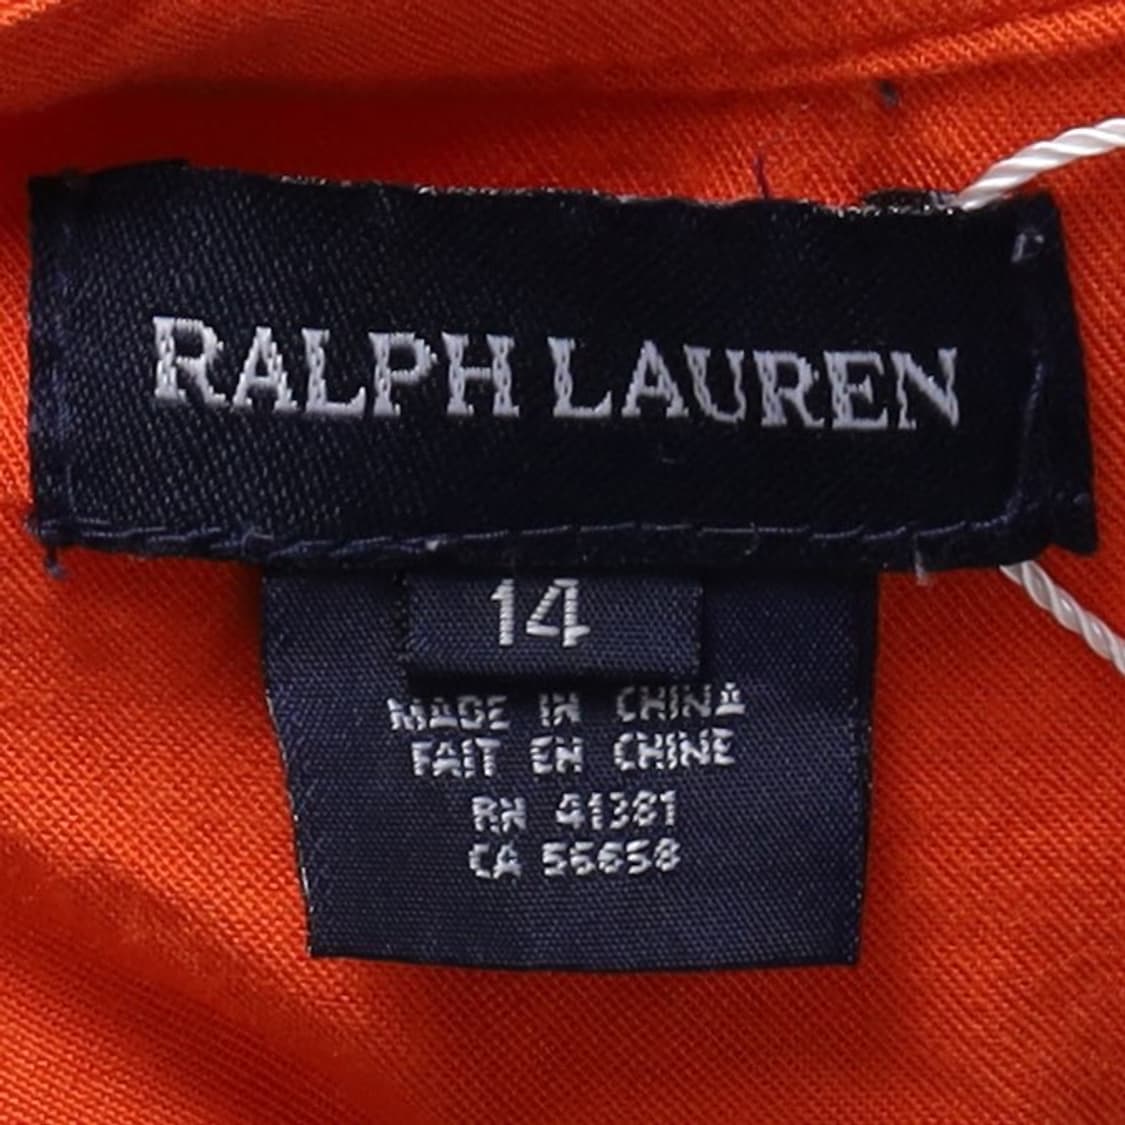 RALPH LAUREN
14
MADE IN CHINA
FAIT EN CHINE
RN 41381
CA 56658